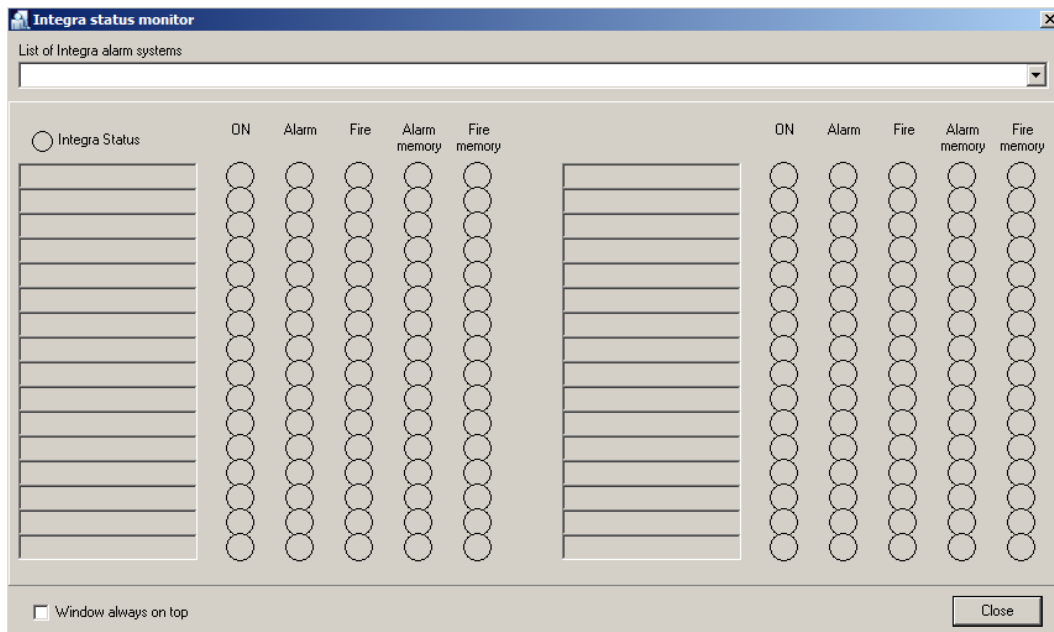 Integra status monitor
List of Integra alarm systems
Integra Status
ON Alarm Fire Alarm memory Fire memory
ON Alarm Fire Alarm memory Fire memory
Window always on top
Close